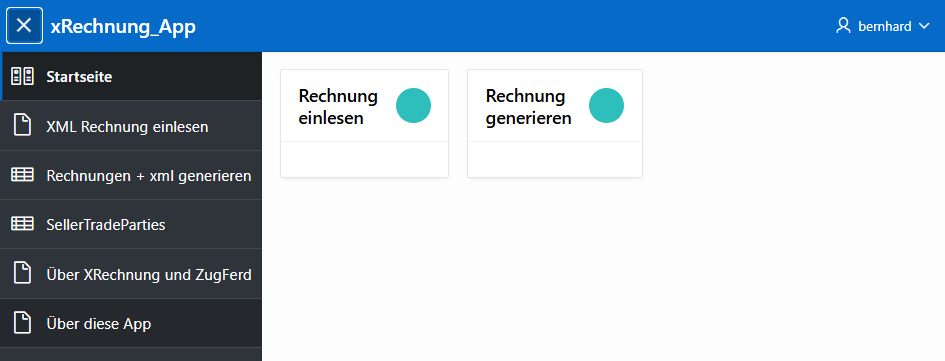 xRechnung_App
bernhard
Startseite
XML Rechnung einlesen
Rechnungen + xml generieren
SellerTradeParties
Über XRechnung und ZugFerd
Über diese App
Rechnung
einlesen
Rechnung
generieren